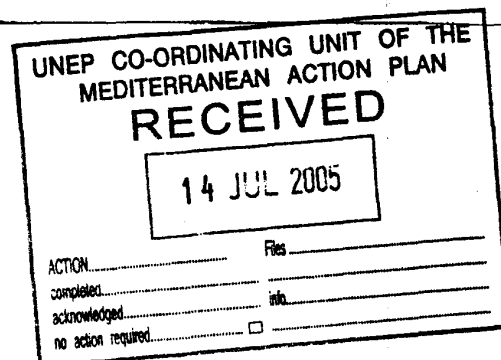 UNEP CO-ORDINATING UNIT OF THE
MEDITERRANEAN ACTION PLAN
RECEIVED
14 JUL 2005
ACTION Files
completed
acknowledged info
no action required